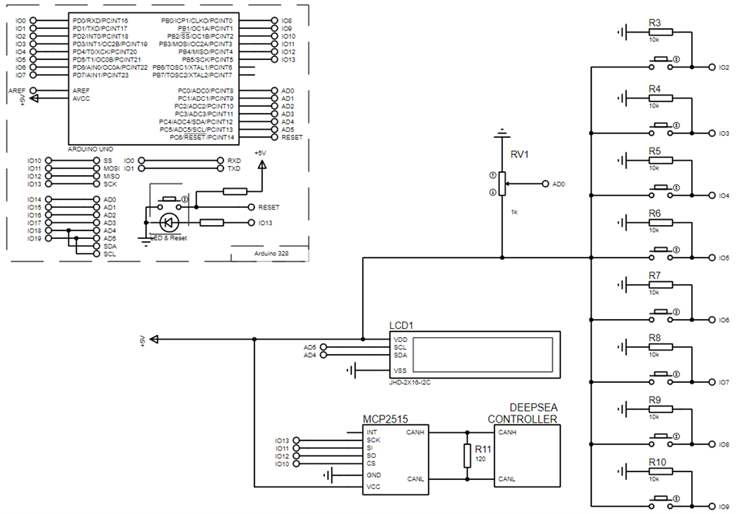 IO0 PD0/RXD/PCINT16 PB0/ICP1/CLKO/PCINT0 IO8
IO1 PD1/TXD/PCINT17 PB1/OC1A/PCINT1 IO9
IO2 PD2/INT0/PCINT18 PB2/SS/OC1B/PCINT2 IO10
IO3 PD3/INT1/OC2B/PCINT19 PB3/MOSI/OC2A/PCINT3 IO11
IO4 PD4/T0/XCK/PCINT20 PB4/MISO/PCINT4 IO12
IO5 PD5/T1/OC0B/PCINT21 PB5/SCK/PCINT5 IO13
IO6 PD6/AIN0/OC0A/PCINT22 PB6/TOSC1/XTAL1/PCINT6
IO7 PD7/AIN1/PCINT23 PB7/TOSC2/XTAL2/PCINT7
AREF AREF PC0/ADC0/PCINT8 AD0
+5V AVCC PC1/ADC1/PCINT9 AD1
PC2/ADC2/PCINT10 AD2
PC3/ADC3/PCINT11 AD3
PC4/ADC4/SDA/PCINT12 AD4
PC5/ADC5/SCL/PCINT13 AD5
PC6/RESET/PCINT14 RESET
ARDUINO UNO
IO10 SS IO0 RXD
IO11 MOSI IO1 TXD
IO12 MISO
IO13 SCK
+5V
IO14 AD0
IO15 AD1
IO16 AD2
IO17 AD3
IO18 AD4
IO19 AD5
SDA
SCL
RESET
IO13
LED & Reset
Arduino 328
RV1
AD0
1k
R3
10k
IO2
R4
10k
IO3
R5
10k
IO4
R6
10k
IO5
R7
10k
IO6
R8
10k
IO7
R9
10k
IO8
R10
10k
IO9
+5V
LCD1
VDD
AD5 SCL
AD4 SDA
VSS
JHD-2X16-I2C
MCP2515
INT CANH
IO13 SCK
IO11 SI
IO12 SO
IO10 CS
GND CANL
VCC
R11
120
DEEPSEA
CONTROLLER
CANH
CANL